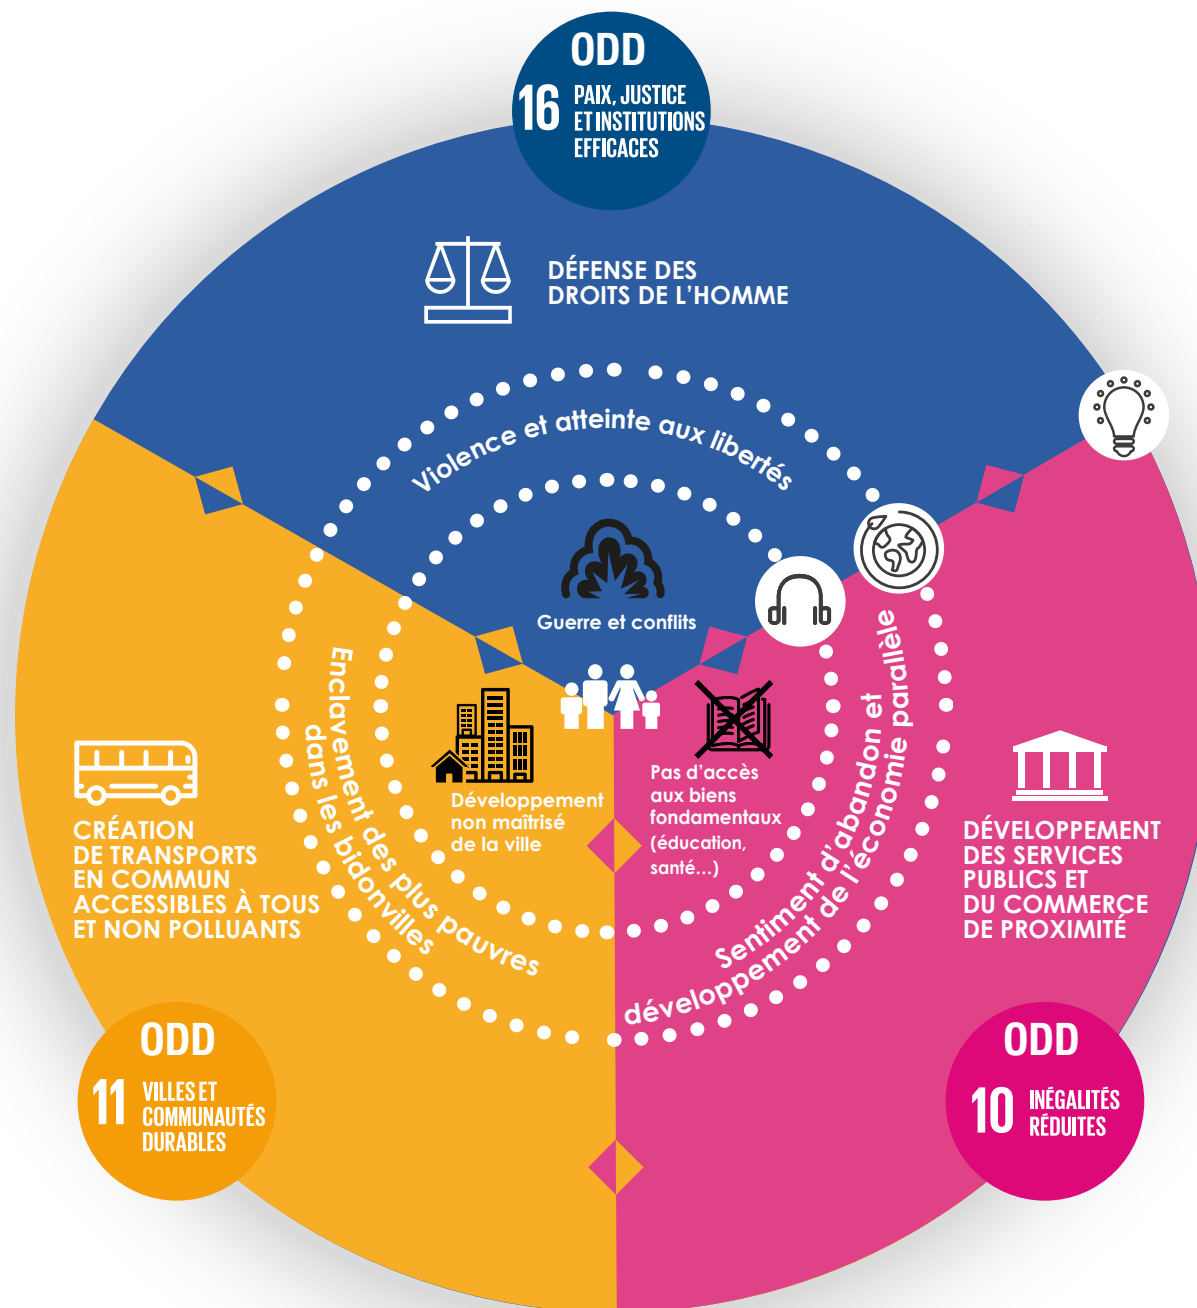 ODD
16
PAIX, JUSTICE
ET INSTITUTIONS
EFFICACES
DÉFENSE DES
DROITS DE L’HOMME
Violence et atteinte aux libertés
Guerre et conflits
Enclavement des plus pauvres
dans les bidonvilles
Développement
non maîtrisé
de la ville
Pas d’accès
aux biens
fondamentaux
(éducation,
santé…)
Sentiment d’abandon et
développement de l’économie parallèle
CRÉATION
DE TRANSPORTS
EN COMMUN
ACCESSIBLES À TOUS
ET NON POLLUANTS
DÉVELOPPEMENT
DES SERVICES
PUBLICS ET
DU COMMERCE
DE PROXIMITÉ
ODD
11
VILLES ET
COMMUNAUTÉS
DURABLES
ODD
10
INÉGALITÉS
RÉDUITES